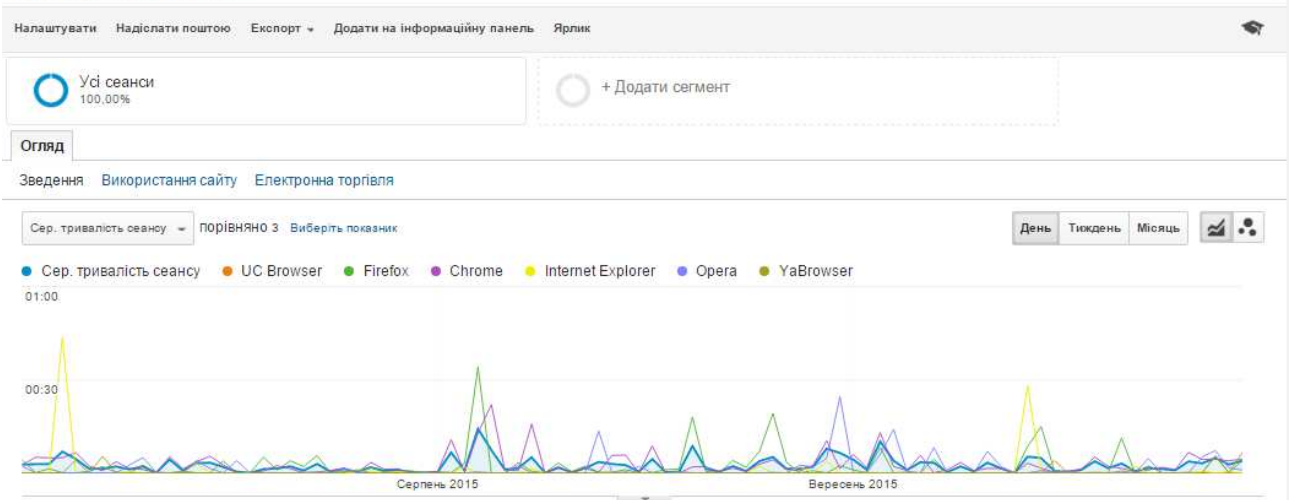 Налаштувати Надіслати поштою Експорт Додати на інформаційну панель Ярлик
Усі сеанси
100,00%
+ Додати сегмент
Огляд
Зведення Використання сайту Електронна торгівля
Сер. тривалість сеансу порівняно з Виберіть показник День Тиждень Місяць
Сер. тривалість сеансу UC Browser Firefox Chrome Internet Explorer Opera YaBrowser
01:00
00:30
Серпень 2015 Вересень 2015